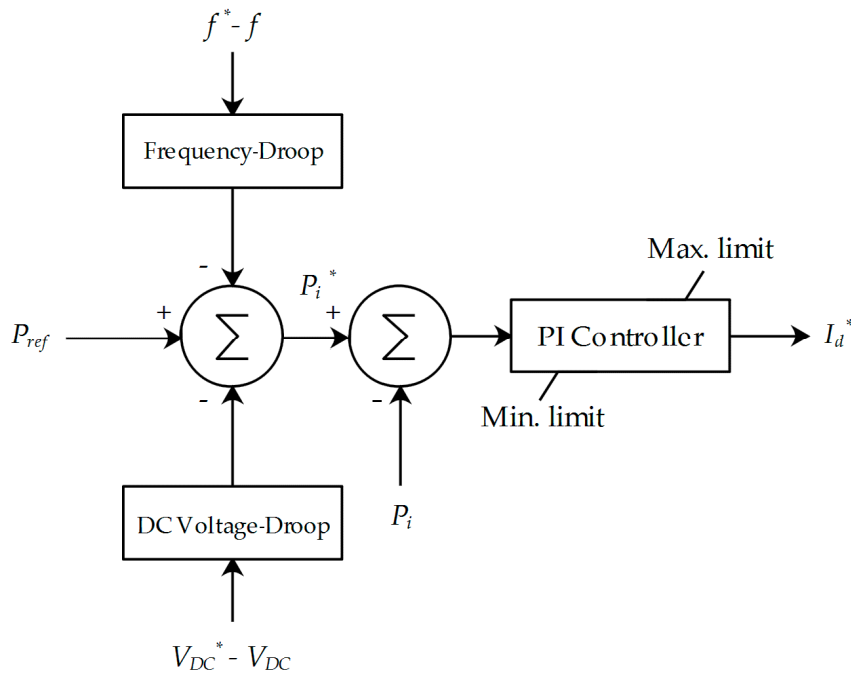 f * - f
Frequency-Droop
-
Max. limit
P_i *
+
+
P_ref
Σ
Σ
PI Controller
I_d *
-
-
Min. limit
DC Voltage-Droop
P_i
V_DC * - V_DC